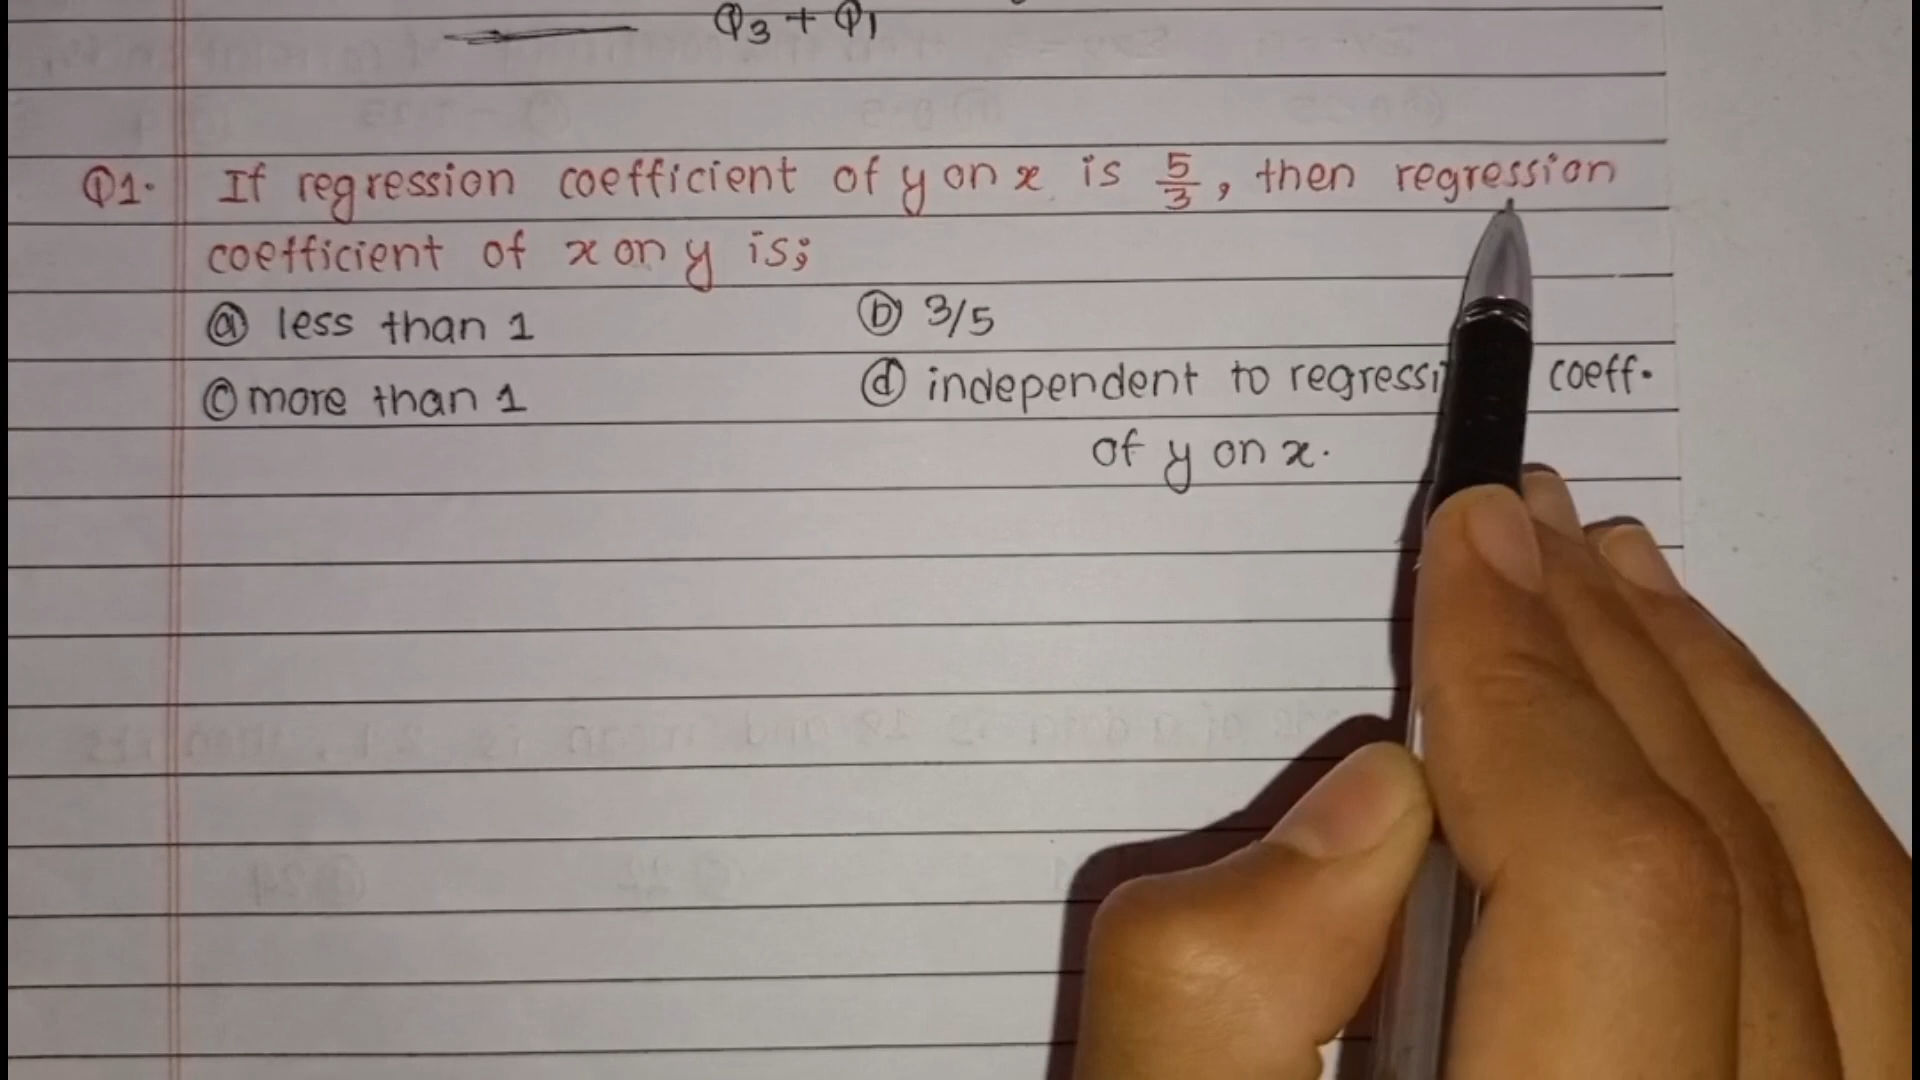 Q3 + Q1
Q1. If regression coefficient of y on x is 5/3, then regression
coefficient of x on y is;
ⓐ less than 1 ⓑ 3/5
ⓒ more than 1 ⓓ independent to regressi coeff.
of y on x.